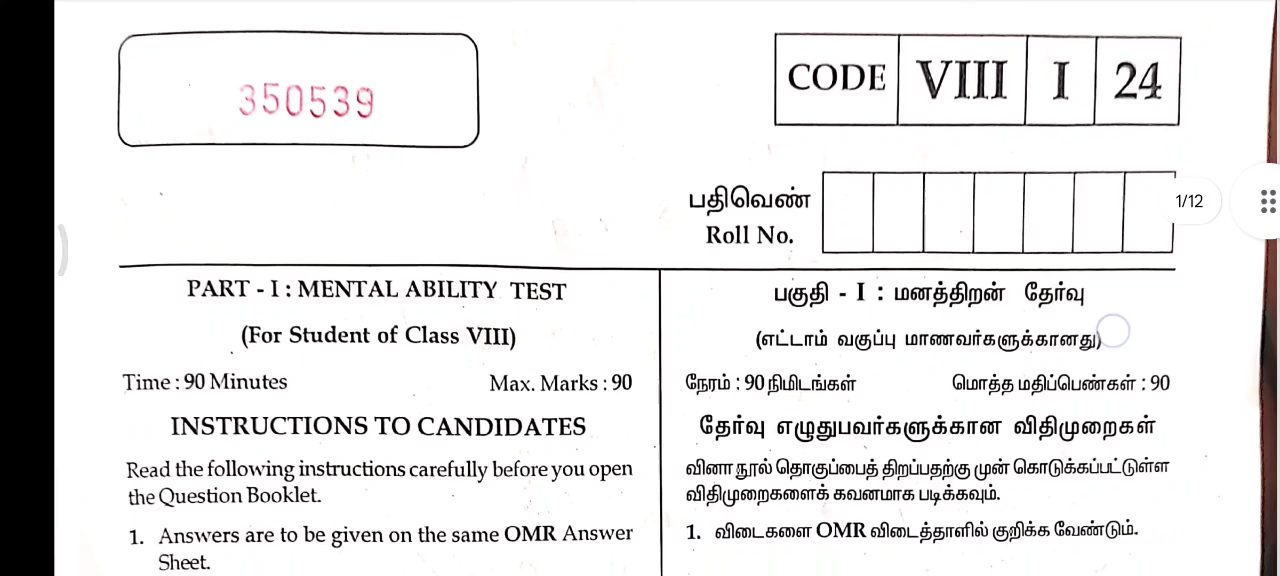 350539
CODE VIII I 24
பதிவெண்
Roll No.
1/12
PART - I : MENTAL ABILITY TEST
(For Student of Class VIII)
Time : 90 Minutes Max. Marks : 90
INSTRUCTIONS TO CANDIDATES
Read the following instructions carefully before you open
the Question Booklet.
1. Answers are to be given on the same OMR Answer
Sheet.
பகுதி - I : மனத்திறன் தேர்வு
(எட்டாம் வகுப்பு மாணவர்களுக்கானது)
நேரம் : 90 நிமிடங்கள் மொத்த மதிப்பெண்கள் : 90
தேர்வு எழுதுபவர்களுக்கான விதிமுறைகள்
வினா நூல் தொகுப்பைத் திறப்பதற்கு முன் கொடுக்கப்பட்டுள்ள
விதிமுறைகளைக் கவனமாக படிக்கவும்.
1. விடைகளை OMR விடைத்தாளில் குறிக்க வேண்டும்.